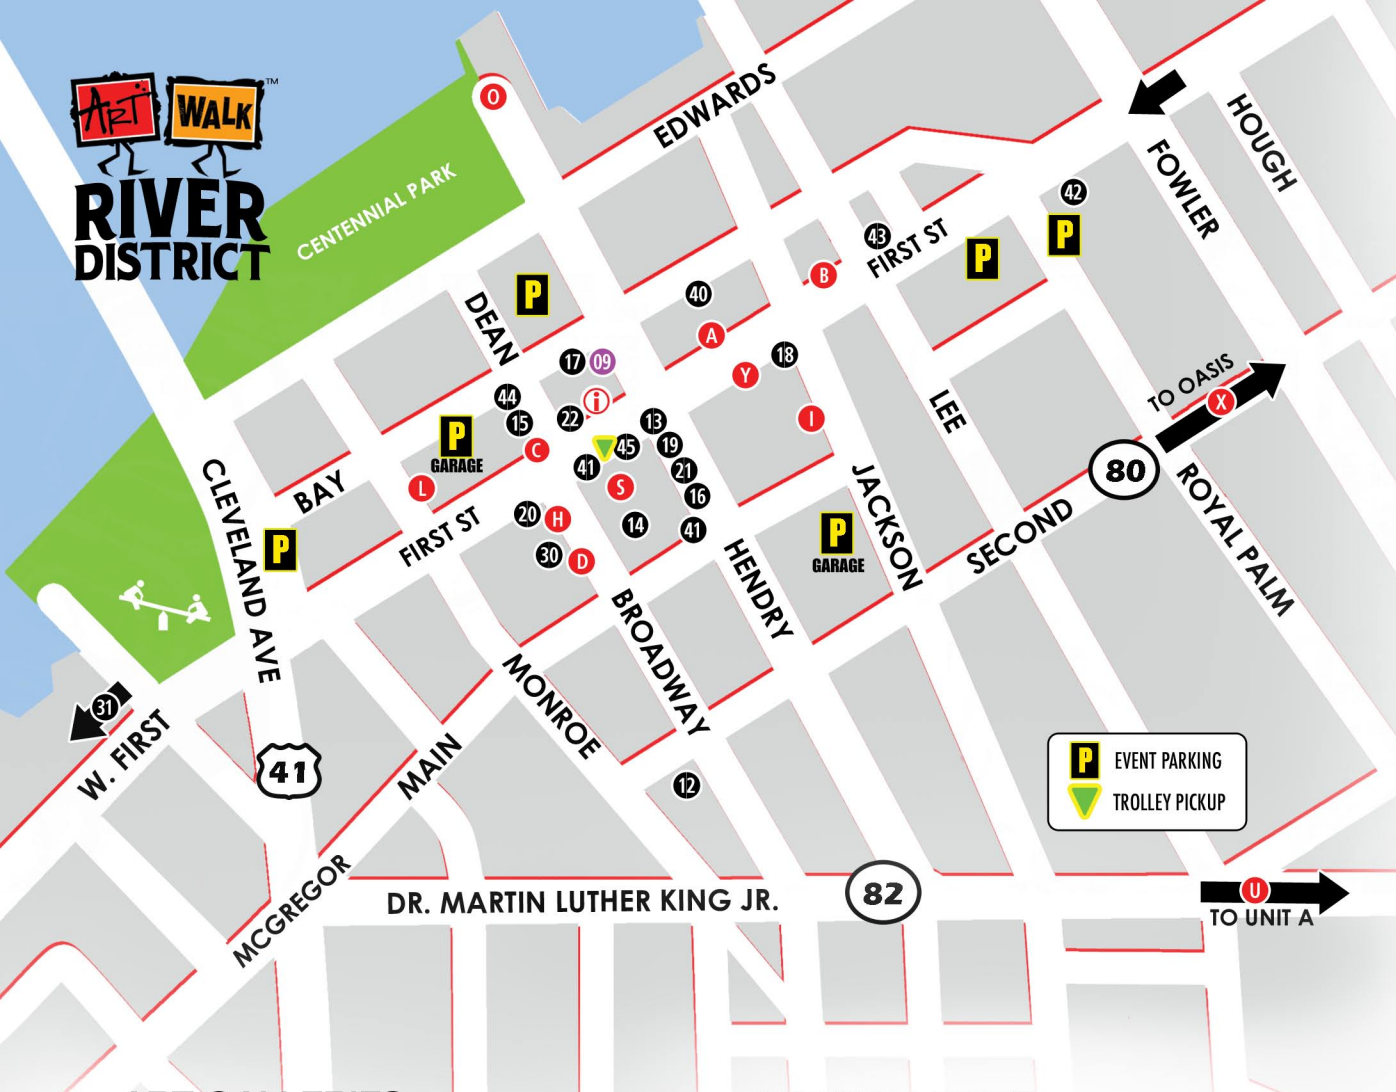 ART WALK ™
RIVER
DISTRICT
CENTENNIAL PARK
O
EDWARDS
HOUGH
FOWLER
42
P
P
43
FIRST ST
B
40
A
DEAN
P
17
09
18
Y
I
44
15
22
i
13
C
P
GARAGE
45
19
41
21
S
16
L
LEE
TO OASIS
X
80
ROYAL PALM
BAY
CLEVELAND AVE
P
FIRST ST
20
H
14
41
30
D
HENDRY
P
GARAGE
JACKSON
SECOND
BROADWAY
MONROE
31
W. FIRST
41
MAIN
12
P
EVENT PARKING
TROLLEY PICKUP
MCGREGOR
DR. MARTIN LUTHER KING JR.
82
U
TO UNIT A